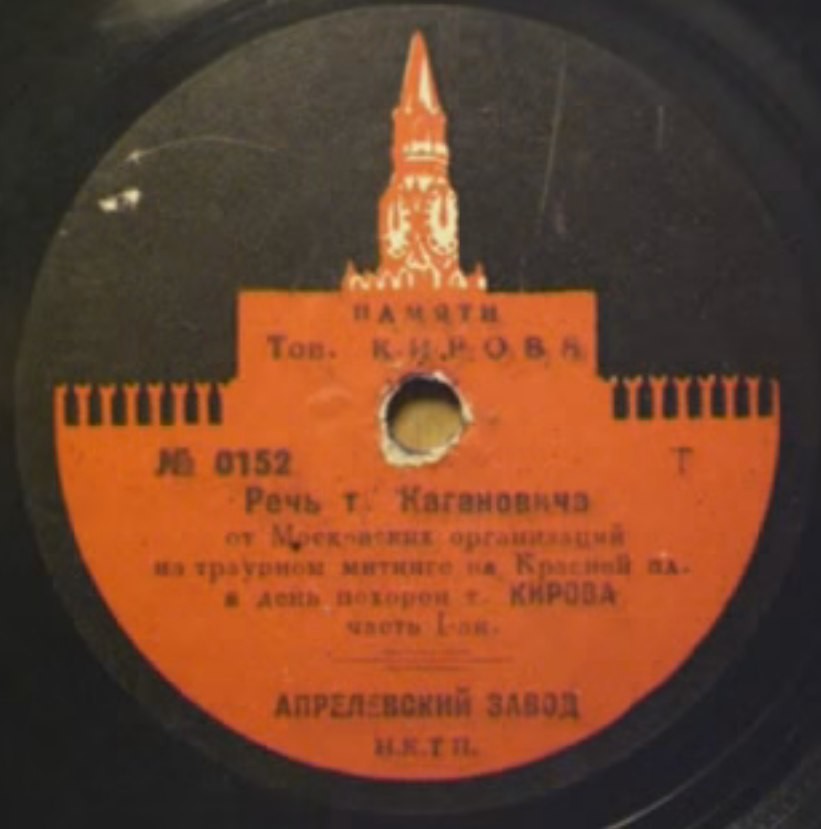 ПАМЯТИ
Тов. КИРОВА
№ 0152 Т
Речь т. Кагановича
от Московских организаций
на траурном митинге на Красной пл.
в день похорон т. КИРОВА
часть I-ая.
АПРЕЛЕВСКИЙ ЗАВОД
Н.К.Т П.